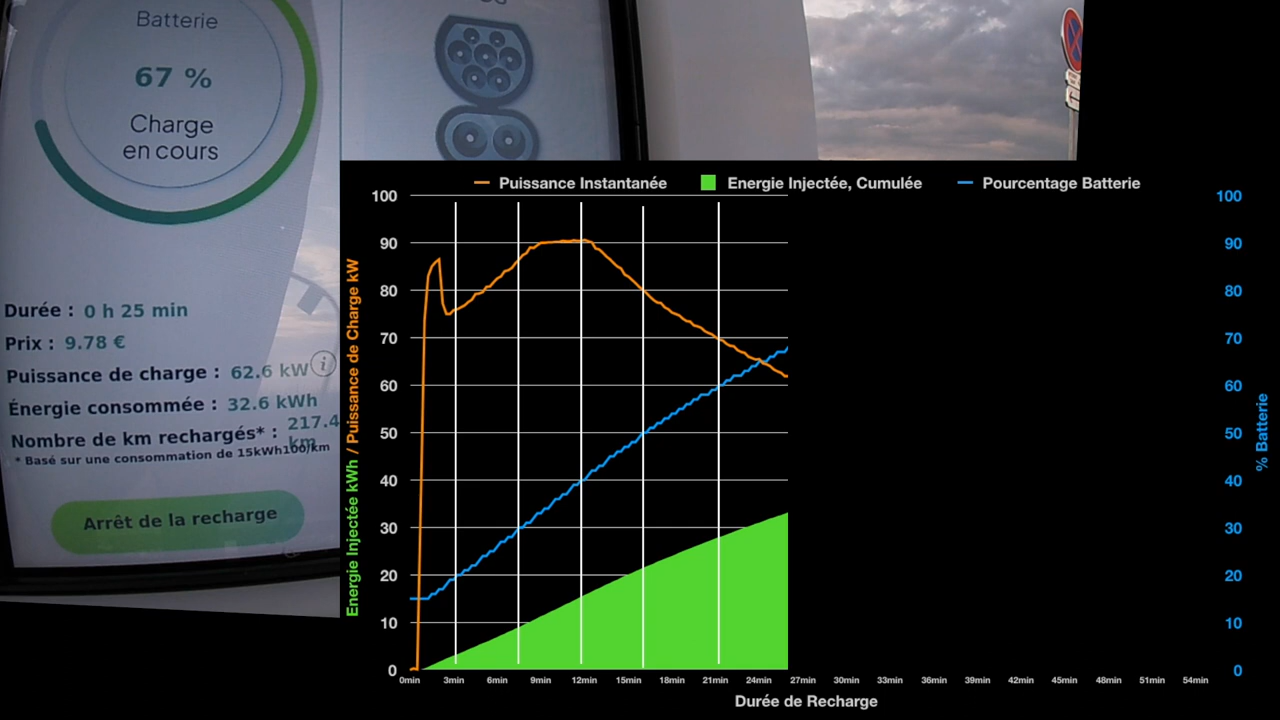 Batterie
67 %
Charge
en cours
Durée : 0 h 25 min
Prix : 9.78 €
Puissance de charge : 62.6 kW i
Énergie consommée : 32.6 kWh
Nombre de km rechargés* : 217.4 km
* Basé sur une consommation de 15kWh100/km
Arrêt de la recharge
Puissance Instantanée
Energie Injectée, Cumulée
Pourcentage Batterie
Energie Injectée kWh / Puissance de Charge kW
100
90
80
70
60
50
40
30
20
10
0
100
90
80
70
60
50
40
30
20
10
0
% Batterie
0min 3min 6min 9min 12min 15min 18min 21min 24min 27min 30min 33min 36min 39min 42min 45min 48min 51min 54min
Durée de Recharge